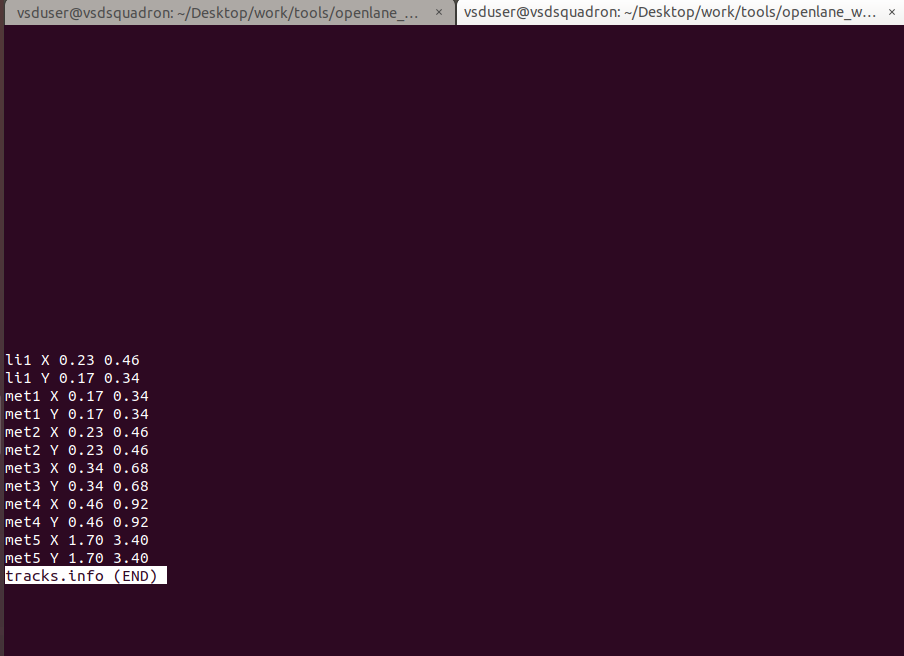 vsduser@vsdsquadron: ~/Desktop/work/tools/openlane_... ×
vsduser@vsdsquadron: ~/Desktop/work/tools/openlane_w... ×
li1 X 0.23 0.46
li1 Y 0.17 0.34
met1 X 0.17 0.34
met1 Y 0.17 0.34
met2 X 0.23 0.46
met2 Y 0.23 0.46
met3 X 0.34 0.68
met3 Y 0.34 0.68
met4 X 0.46 0.92
met4 Y 0.46 0.92
met5 X 1.70 3.40
met5 Y 1.70 3.40
tracks.info (END)